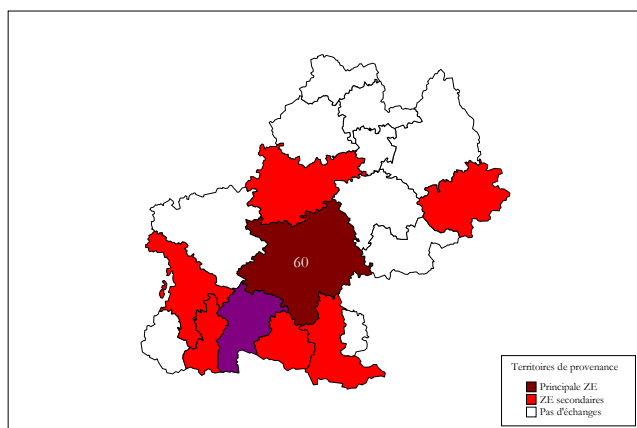 60
Territoires de provenance
Principale ZE
ZE secondaires
Pas d'échanges